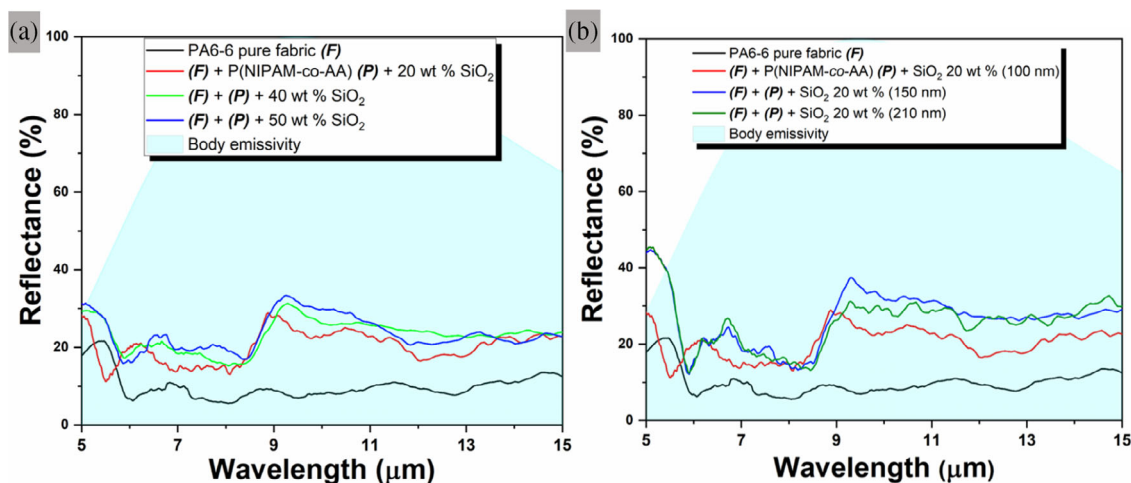 (a)
100
80
60
40
20
0
Reflectance (%)
PA6-6 pure fabric (F)
(F) + P(NIPAM-co-AA) (P) + 20 wt % SiO₂
(F) + (P) + 40 wt % SiO₂
(F) + (P) + 50 wt % SiO₂
Body emissivity
5 7 9 11 13 15
Wavelength (μm)
(b)
100
80
60
40
20
0
Reflectance (%)
PA6-6 pure fabric (F)
(F) + P(NIPAM-co-AA) (P) + SiO₂ 20 wt % (100 nm)
(F) + (P) + SiO₂ 20 wt % (150 nm)
(F) + (P) + SiO₂ 20 wt % (210 nm)
Body emissivity
5 7 9 11 13 15
Wavelength (μm)